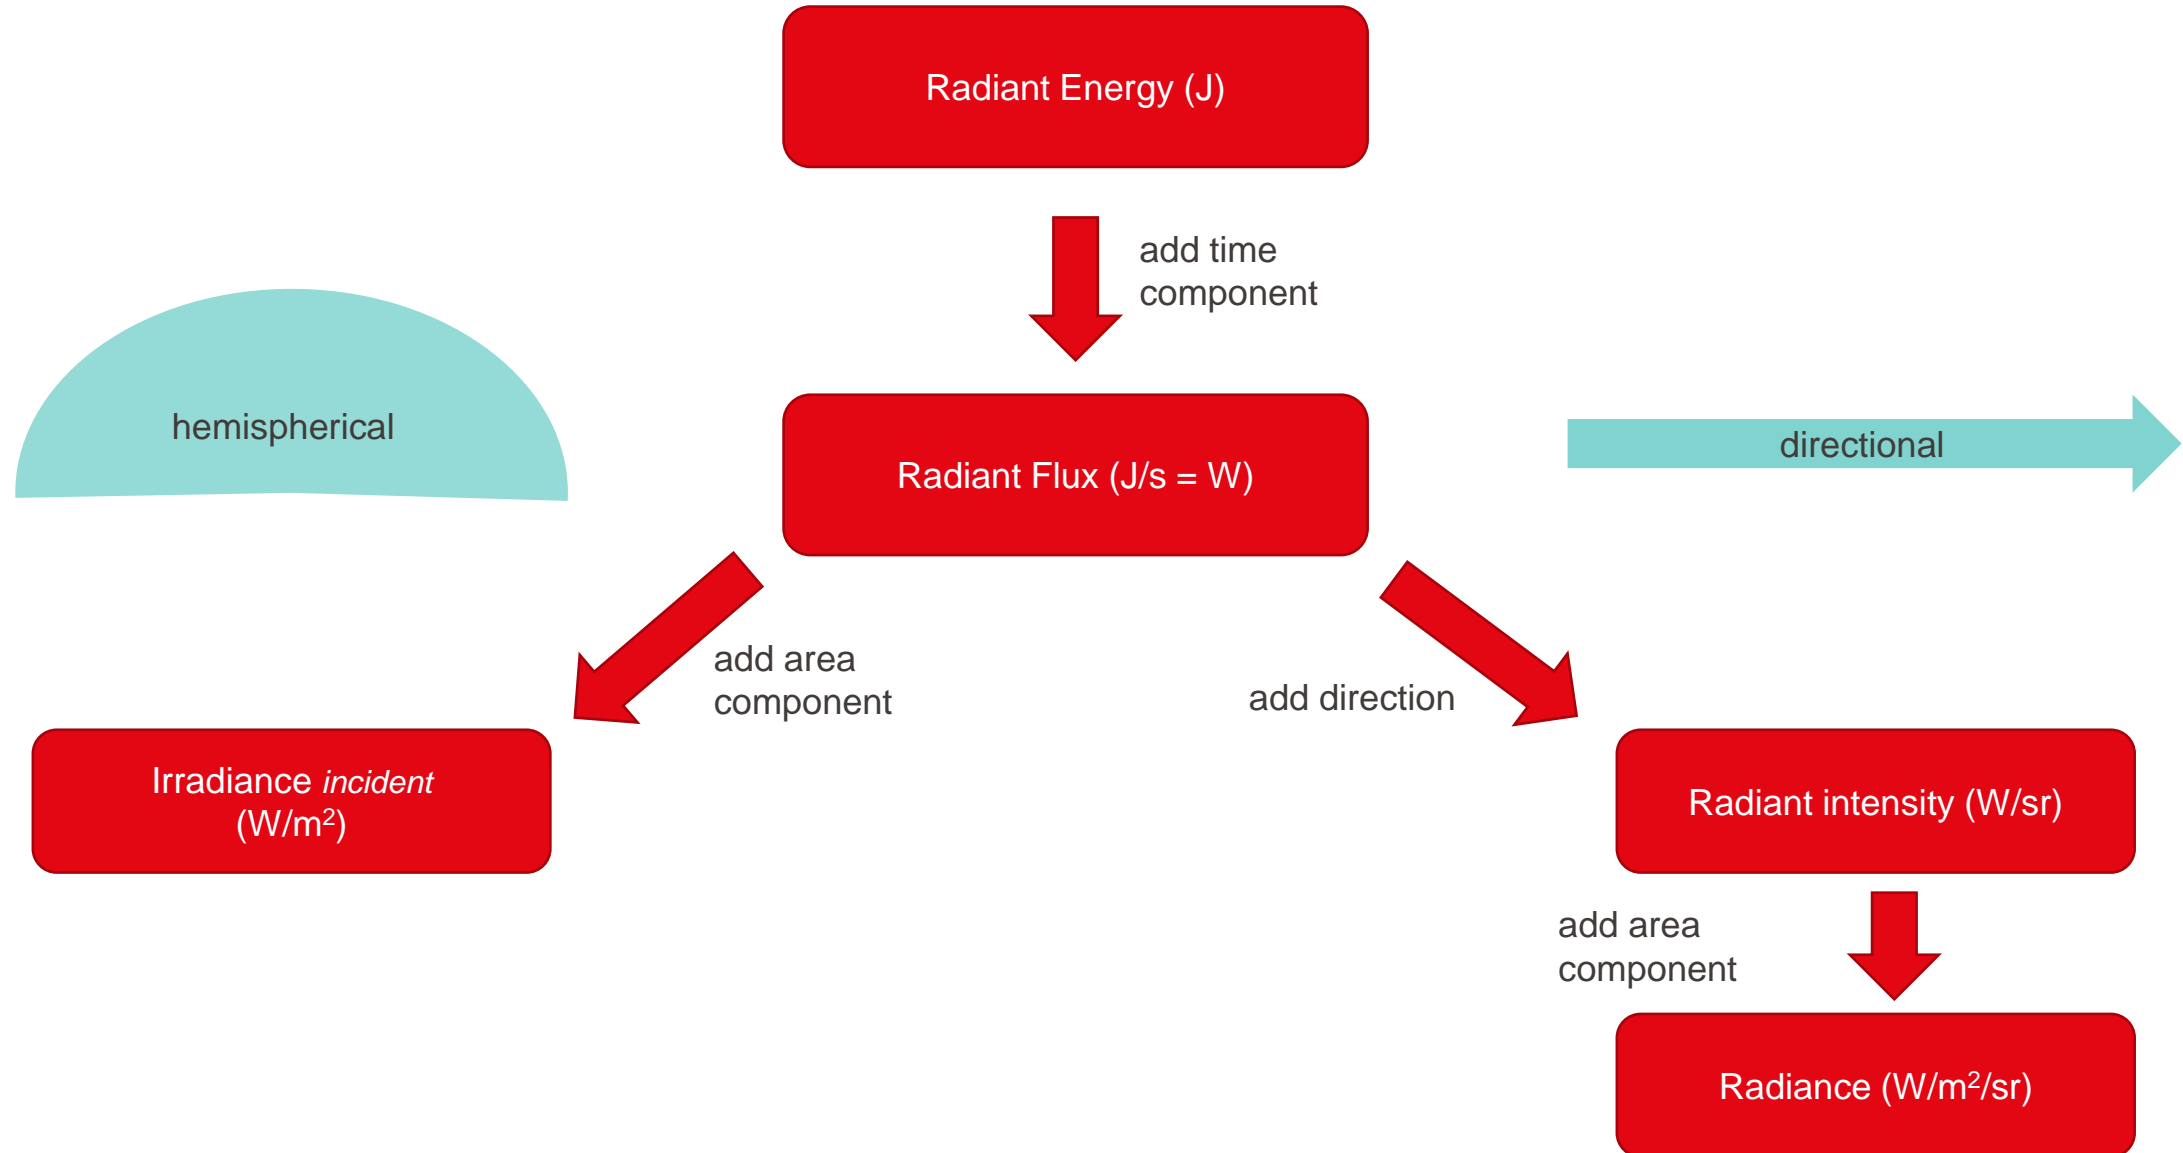 Radiant Energy (J)
add time
component
hemispherical
Radiant Flux (J/s = W)
directional
add area
component
add direction
Irradiance incident
(W/m²)
Radiant intensity (W/sr)
add area
component
Radiance (W/m²/sr)